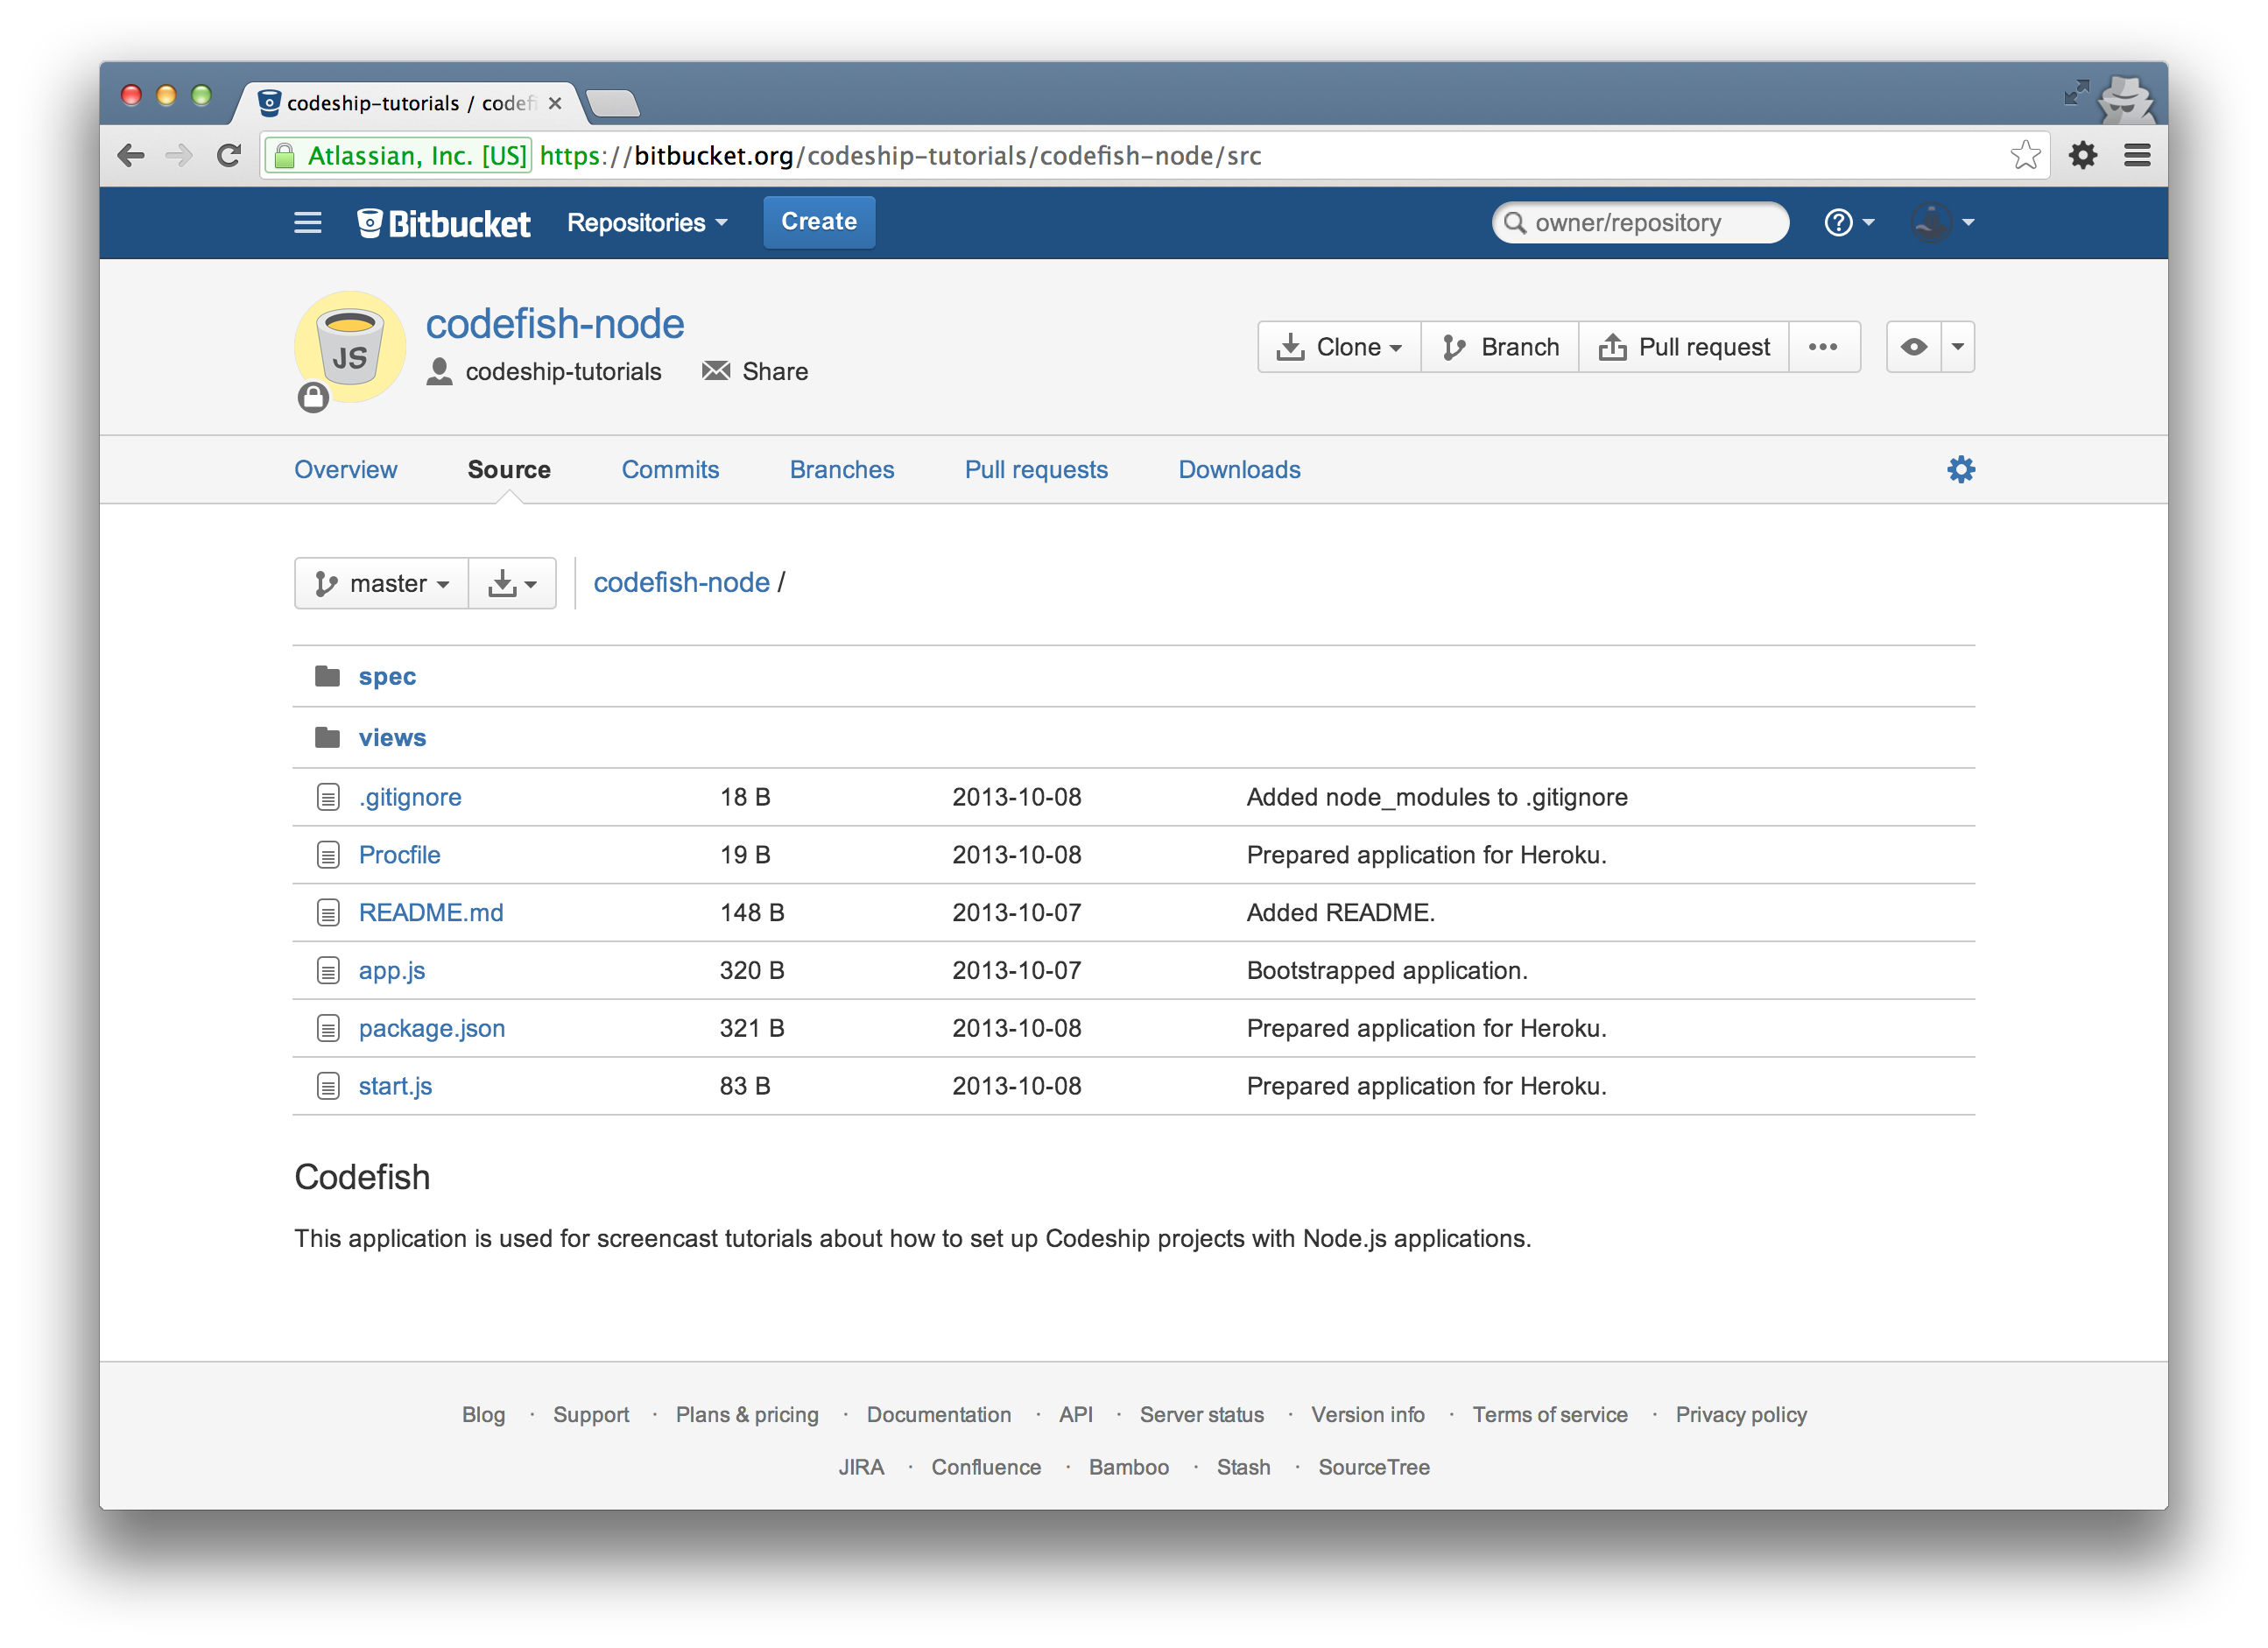 codeship-tutorials / codefi
Atlassian, Inc. [US] https://bitbucket.org/codeship-tutorials/codefish-node/src
Bitbucket Repositories Create owner/repository ?
JS
codefish-node
codeship-tutorials Share
Clone Branch Pull request
Overview Source Commits Branches Pull requests Downloads
master codefish-node /
spec
views
.gitignore 18 B 2013-10-08 Added node_modules to .gitignore
Procfile 19 B 2013-10-08 Prepared application for Heroku.
README.md 148 B 2013-10-07 Added README.
app.js 320 B 2013-10-07 Bootstrapped application.
package.json 321 B 2013-10-08 Prepared application for Heroku.
start.js 83 B 2013-10-08 Prepared application for Heroku.
Codefish
This application is used for screencast tutorials about how to set up Codeship projects with Node.js applications.
Blog · Support · Plans & pricing · Documentation · API · Server status · Version info · Terms of service · Privacy policy
JIRA · Confluence · Bamboo · Stash · SourceTree